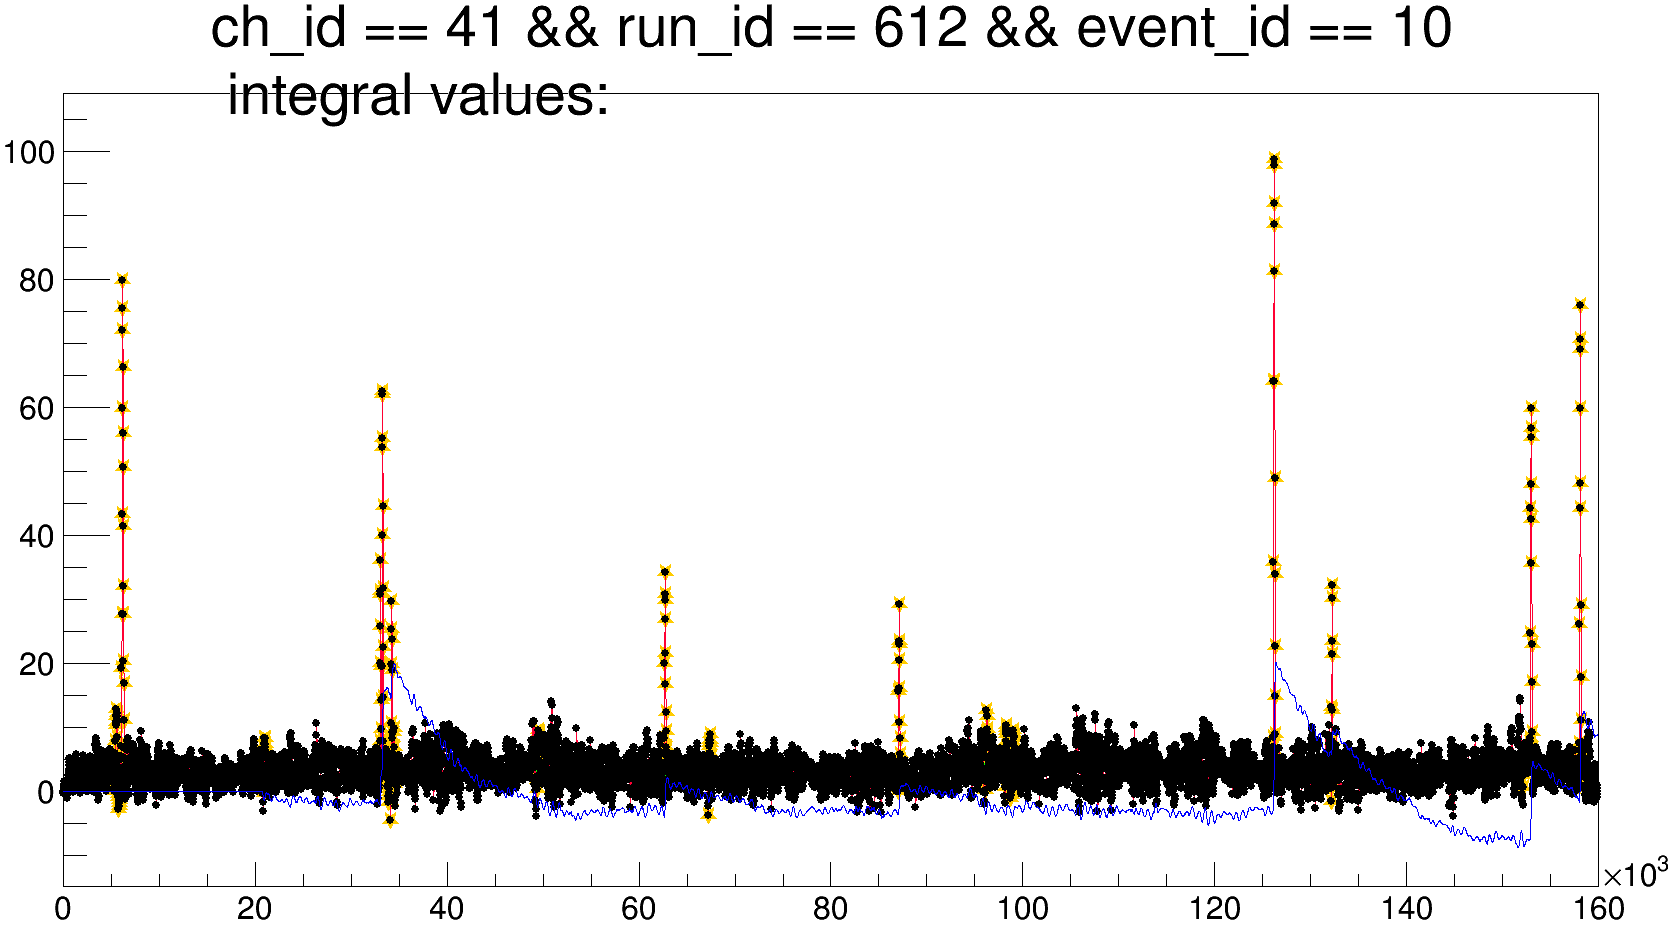 ch_id == 41 && run_id == 612 && event_id == 10
integral values:
100
80
60
40
20
0
×10³
0 20 40 60 80 100 120 140 160